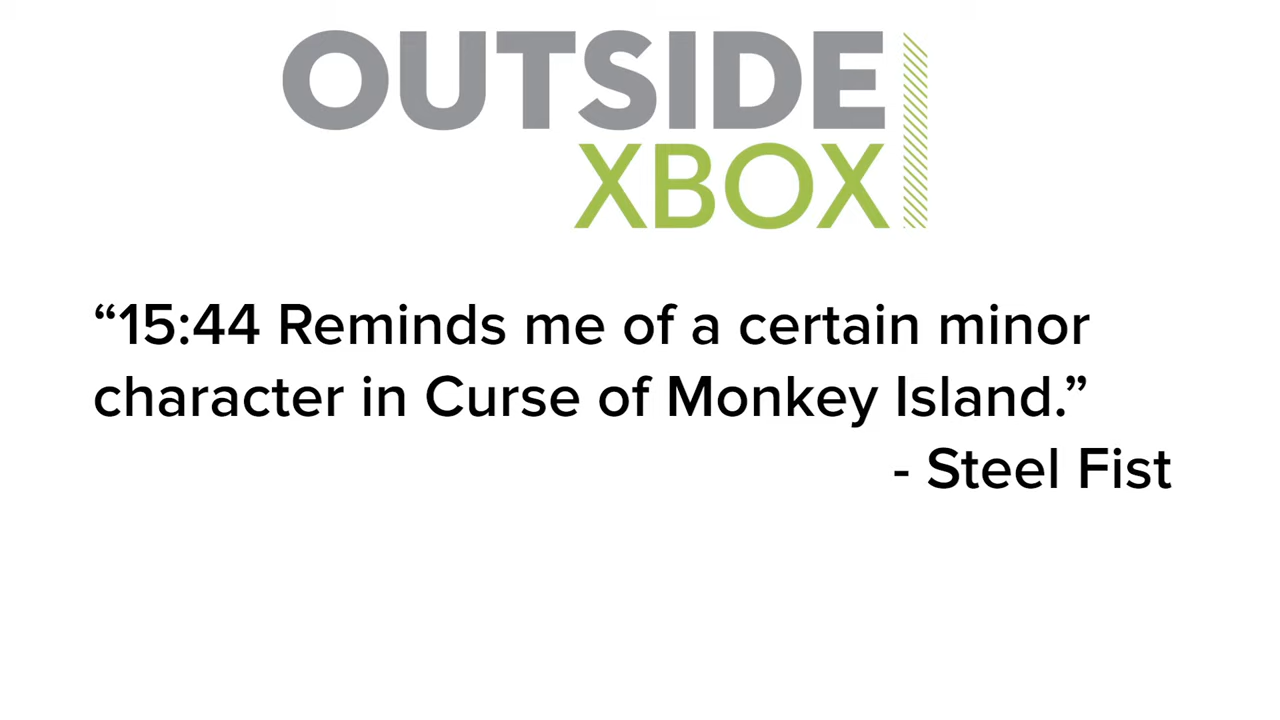 OUTSIDE
XBOX
“15:44 Reminds me of a certain minor
character in Curse of Monkey Island.”
- Steel Fist